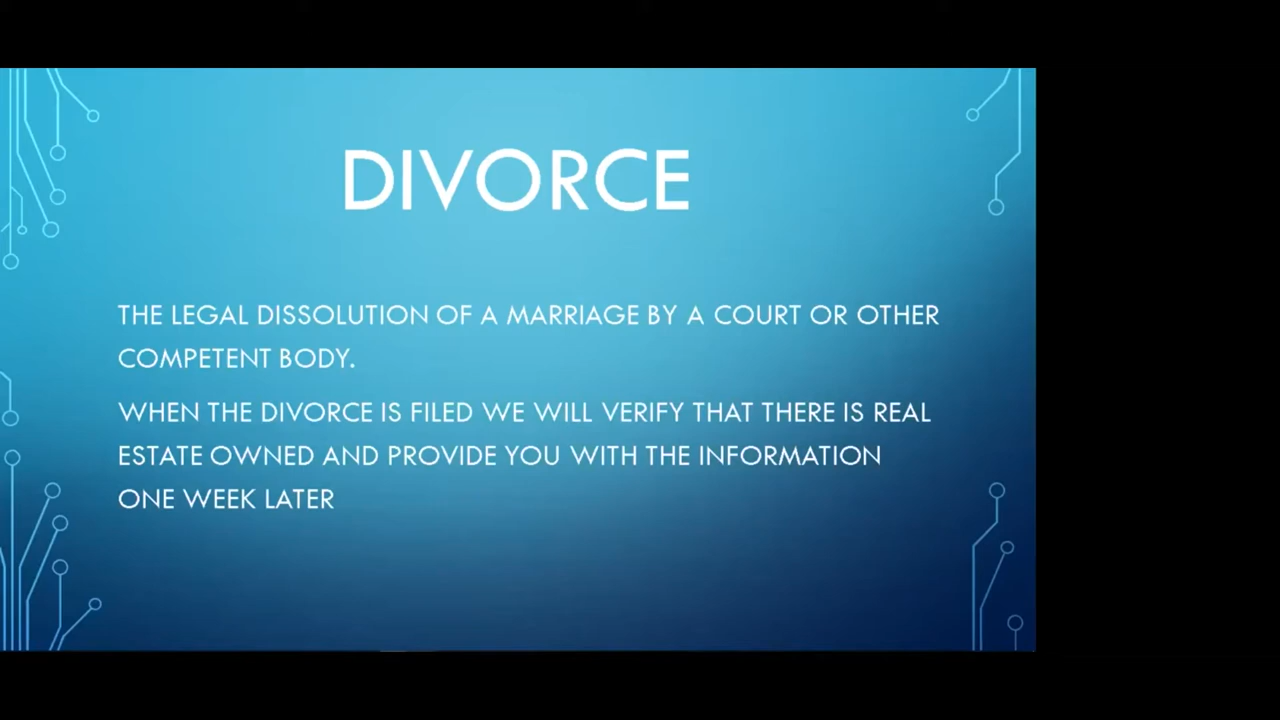 DIVORCE
THE LEGAL DISSOLUTION OF A MARRIAGE BY A COURT OR OTHER
COMPETENT BODY.
WHEN THE DIVORCE IS FILED WE WILL VERIFY THAT THERE IS REAL
ESTATE OWNED AND PROVIDE YOU WITH THE INFORMATION
ONE WEEK LATER